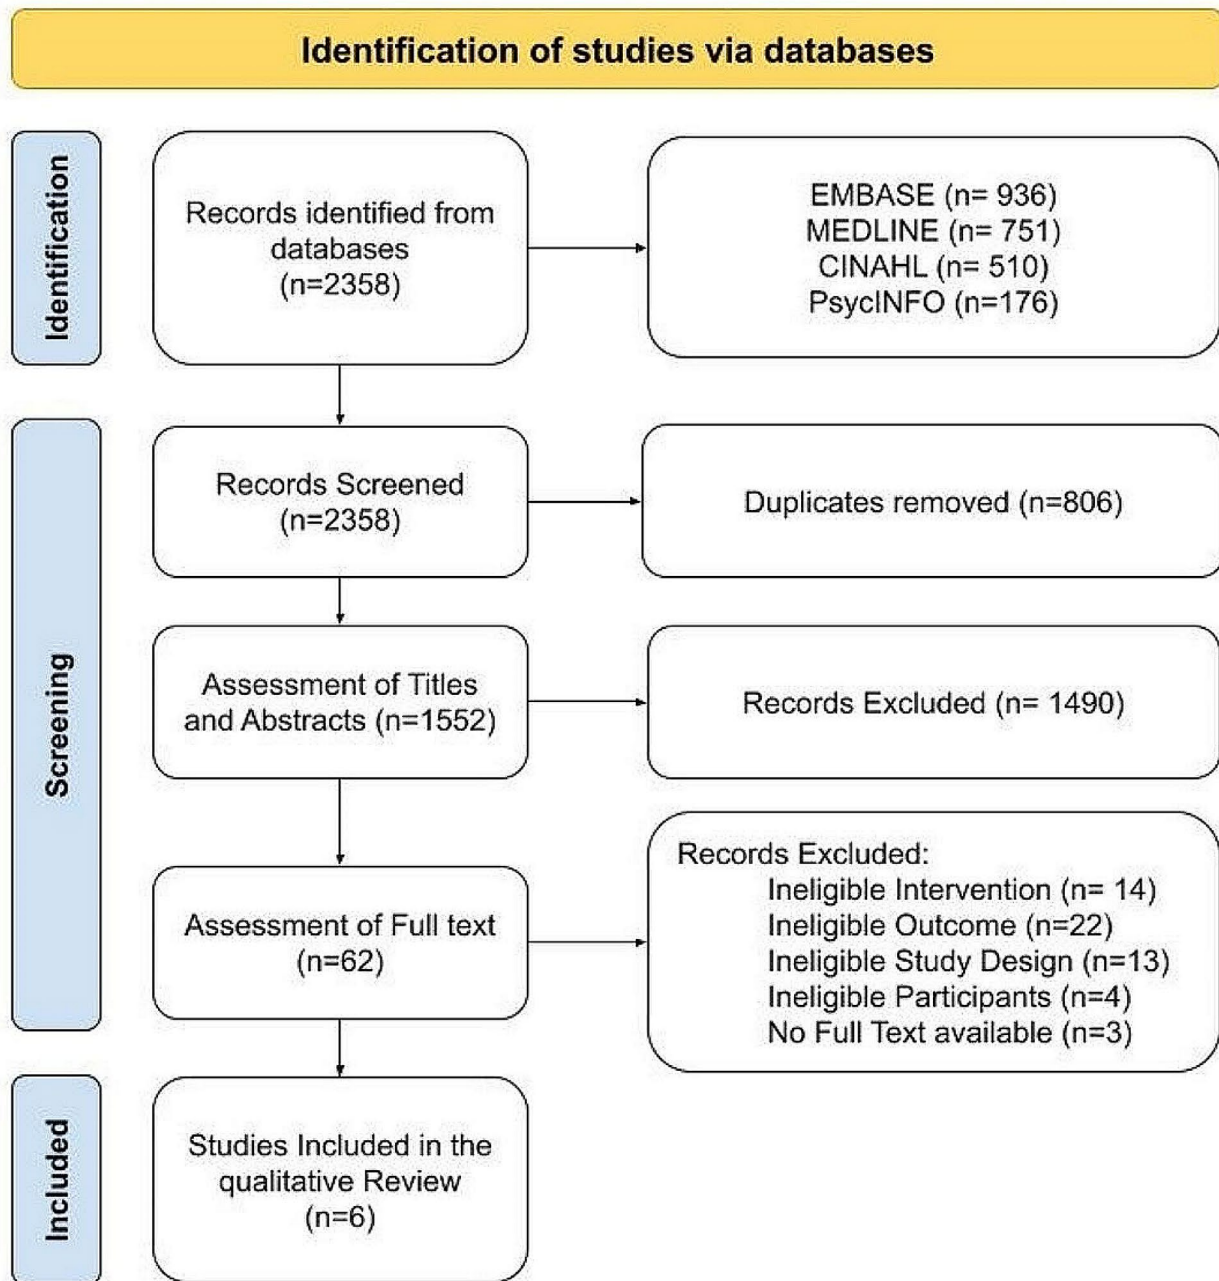 Identification of studies via databases
Identification
Records identified from
databases
(n=2358)
EMBASE (n= 936)
MEDLINE (n= 751)
CINAHL (n= 510)
PsycINFO (n=176)
Screening
Records Screened
(n=2358)
Duplicates removed (n=806)
Assessment of Titles
and Abstracts (n=1552)
Records Excluded (n= 1490)
Assessment of Full text
(n=62)
Records Excluded:
Ineligible Intervention (n= 14)
Ineligible Outcome (n=22)
Ineligible Study Design (n=13)
Ineligible Participants (n=4)
No Full Text available (n=3)
Included
Studies Included in the
qualitative Review
(n=6)